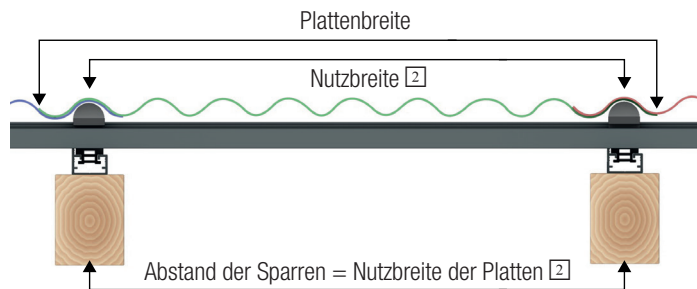 Plattenbreite
Nutzbreite 2
Abstand der Sparren = Nutzbreite der Platten 2